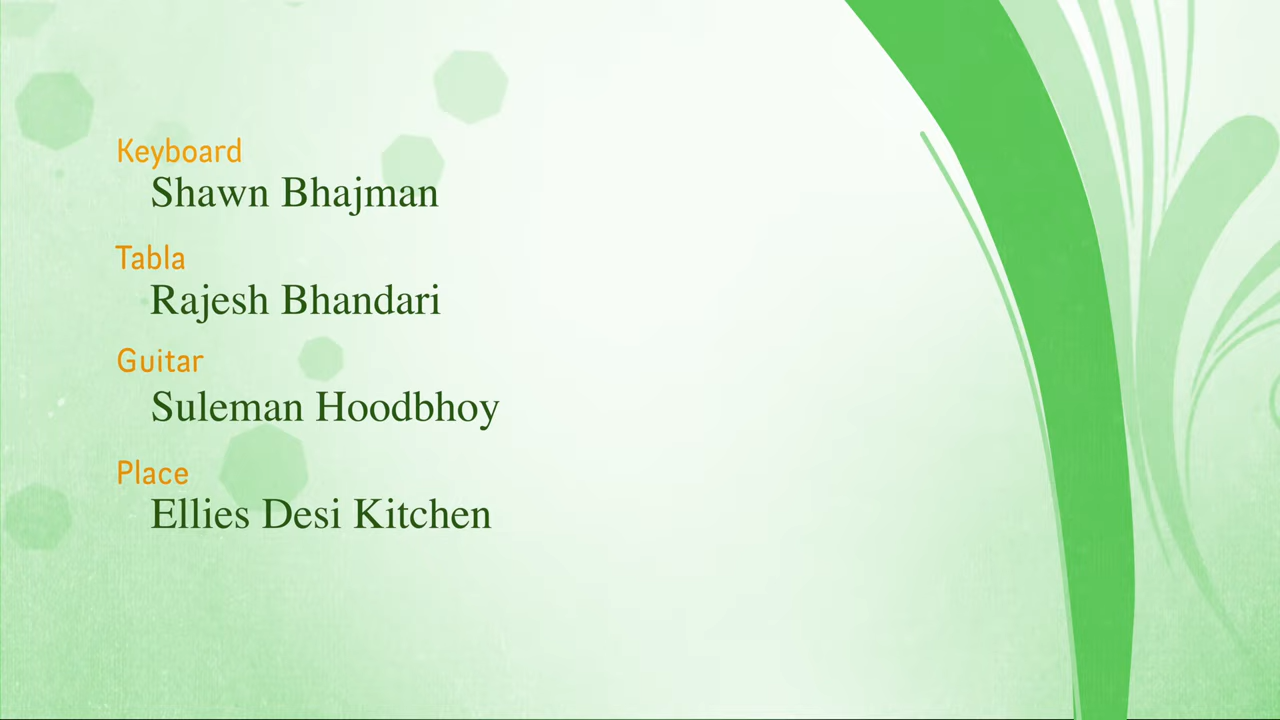 Keyboard
Shawn Bhajman
Tabla
Rajesh Bhandari
Guitar
Suleman Hoodbhoy
Place
Ellies Desi Kitchen